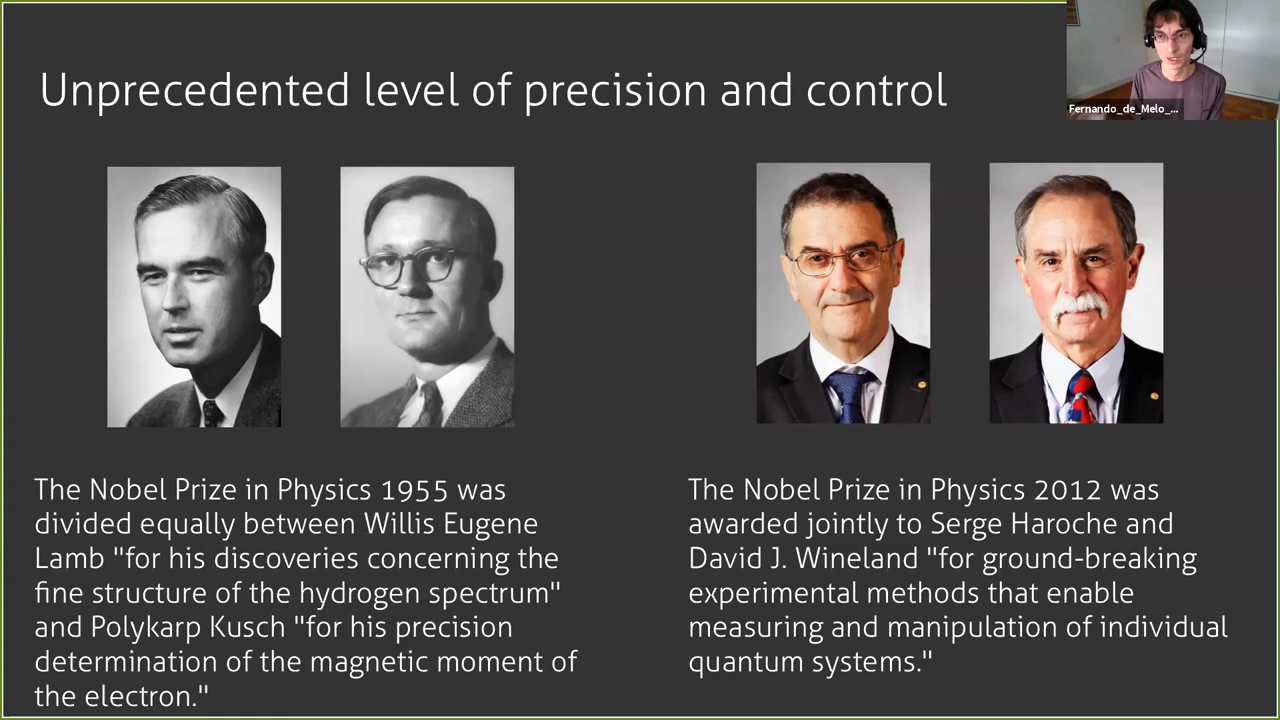 Unprecedented level of precision and control
Fernando_de_Melo_...
The Nobel Prize in Physics 1955 was
divided equally between Willis Eugene
Lamb "for his discoveries concerning the
fine structure of the hydrogen spectrum"
and Polykarp Kusch "for his precision
determination of the magnetic moment of
the electron."
The Nobel Prize in Physics 2012 was
awarded jointly to Serge Haroche and
David J. Wineland "for ground-breaking
experimental methods that enable
measuring and manipulation of individual
quantum systems."